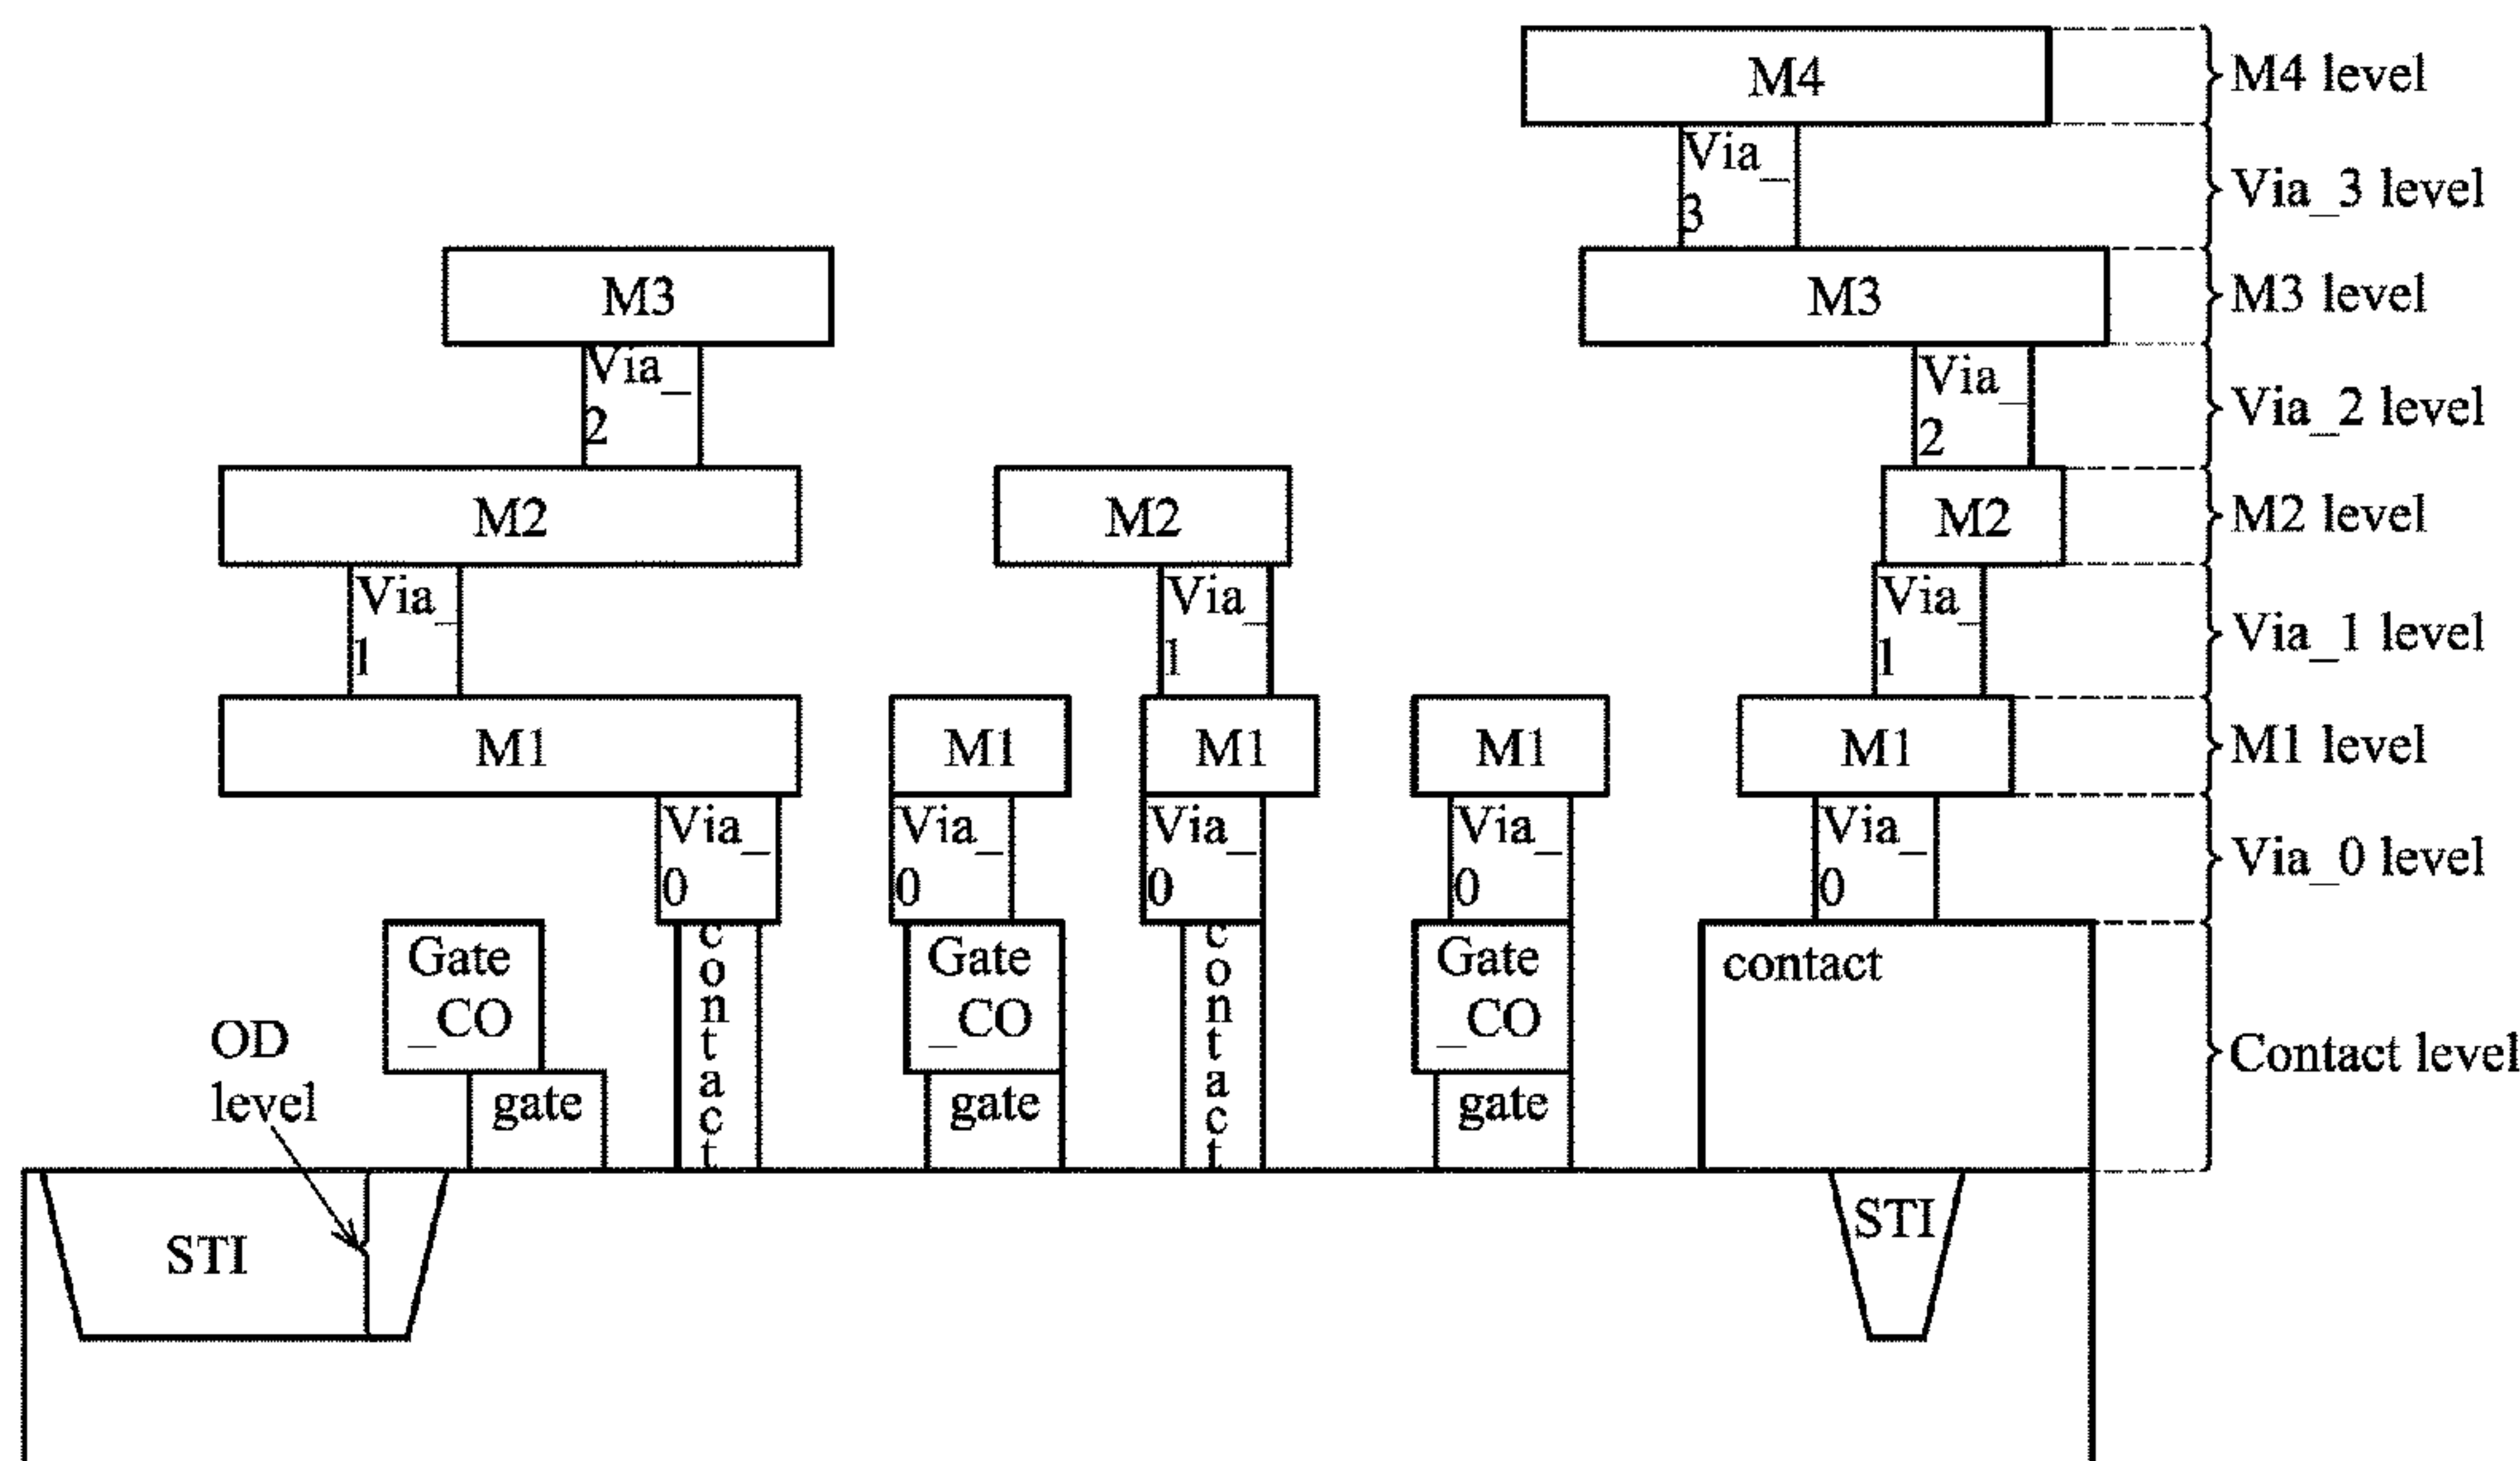 M4
M4 level
Via_
3
Via_3 level
M3
M3
M3 level
Via_
2
Via_
2
Via_2 level
M2
M2
M2
M2 level
Via_
1
Via_
1
Via_
1
Via_1 level
M1
M1
M1
M1
M1
M1 level
Via_
0
Via_
0
Via_
0
Via_
0
Via_
0
Via_0 level
Gate
_CO
contact
Gate
_CO
contact
Gate
_CO
contact
Contact level
OD
level
gate
gate
gate
STI
STI